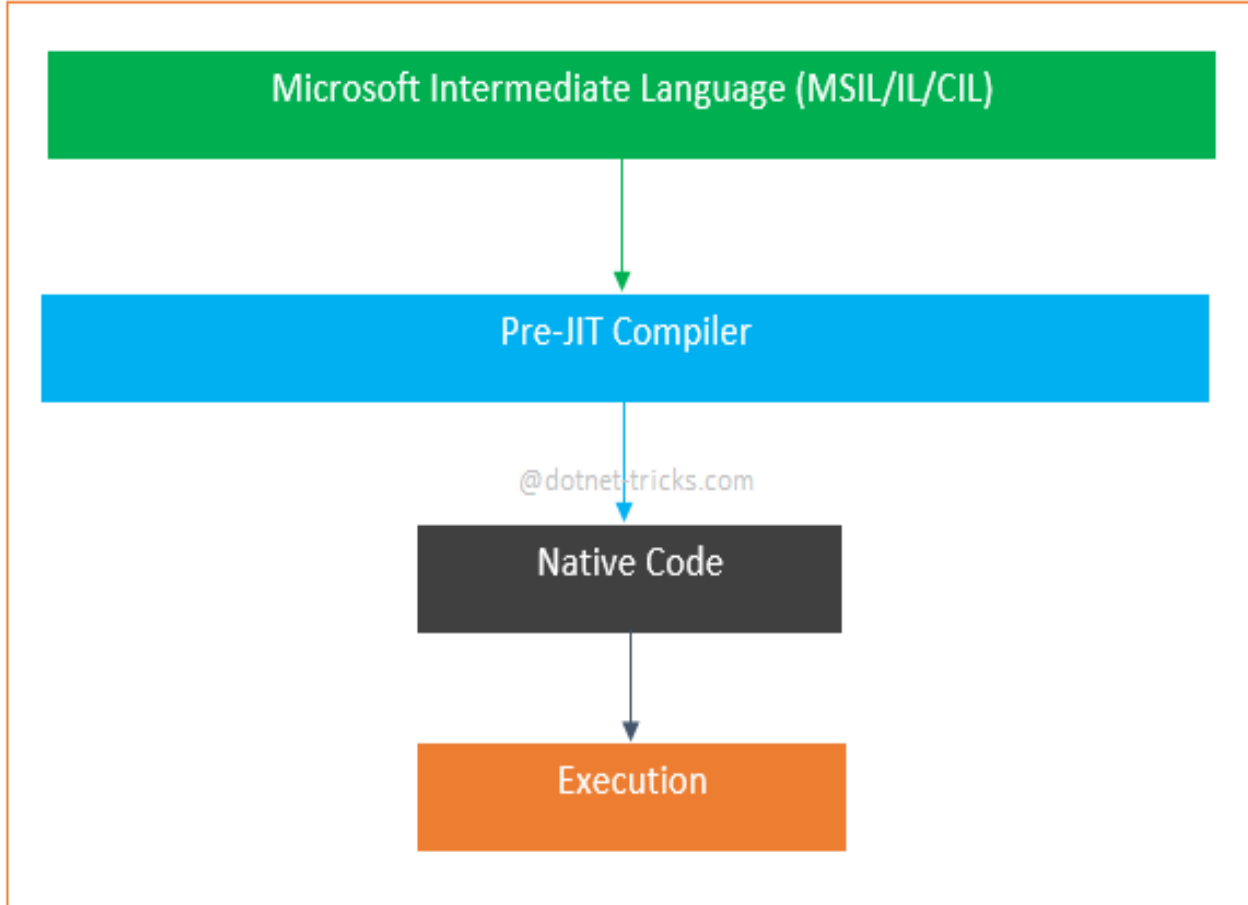 Microsoft Intermediate Language (MSIL/IL/CIL)
Pre-JIT Compiler
@dotnet-tricks.com
Native Code
Execution